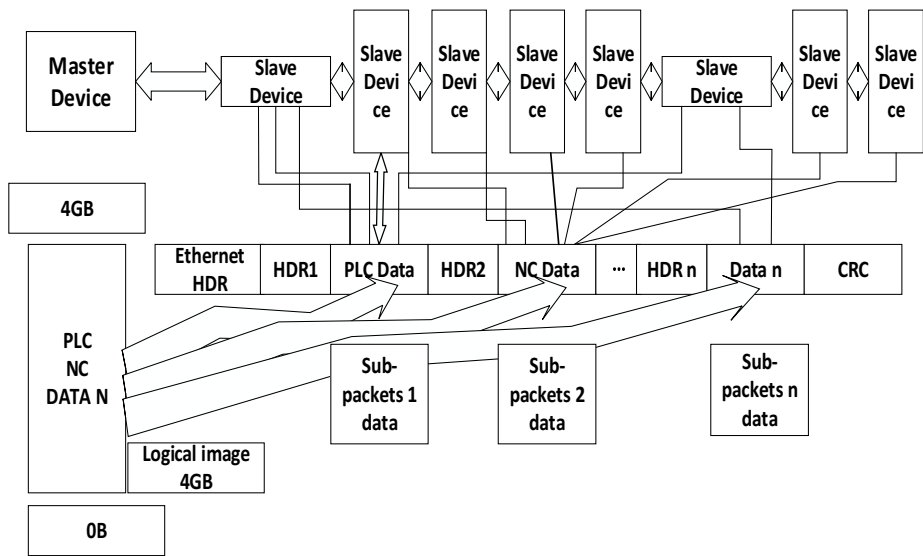 Master
Device
Slave
Device
Slave
Devi
ce
Slave
Devi
ce
Slave
Devi
ce
Slave
Devi
ce
Slave
Device
Slave
Devi
ce
Slave
Devi
ce
4GB
Ethernet
HDR
HDR1
PLC Data
HDR2
NC Data
...
HDR n
Data n
CRC
PLC
NC
DATA N
Sub-
packets 1
data
Sub-
packets 2
data
Sub-
packets n
data
Logical image
4GB
0B